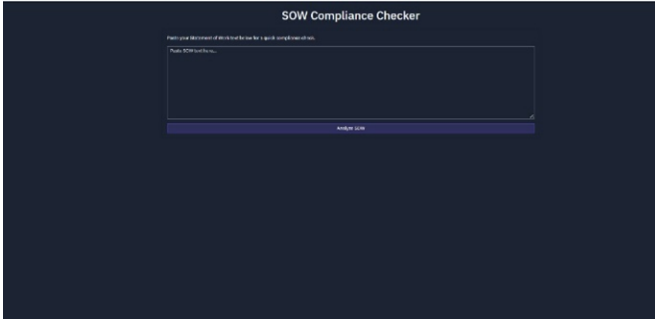 SOW Compliance Checker
Paste your Statement of Work text below for a quick compliance check.
Paste SOW text here...
Analyze SOW